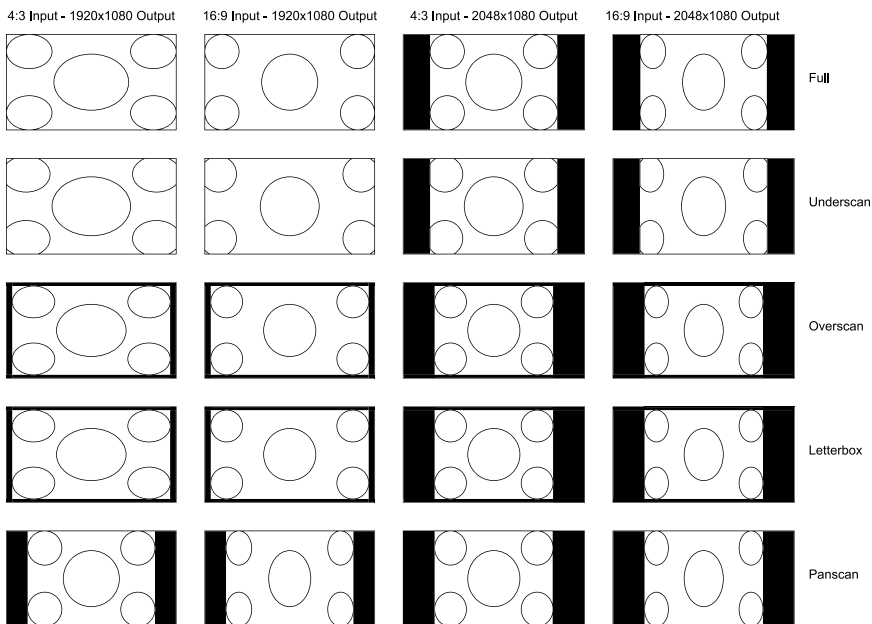 4:3 Input - 1920x1080 Output
16:9 Input - 1920x1080 Output
4:3 Input - 2048x1080 Output
16:9 Input - 2048x1080 Output
Full
Underscan
Overscan
Letterbox
Panscan